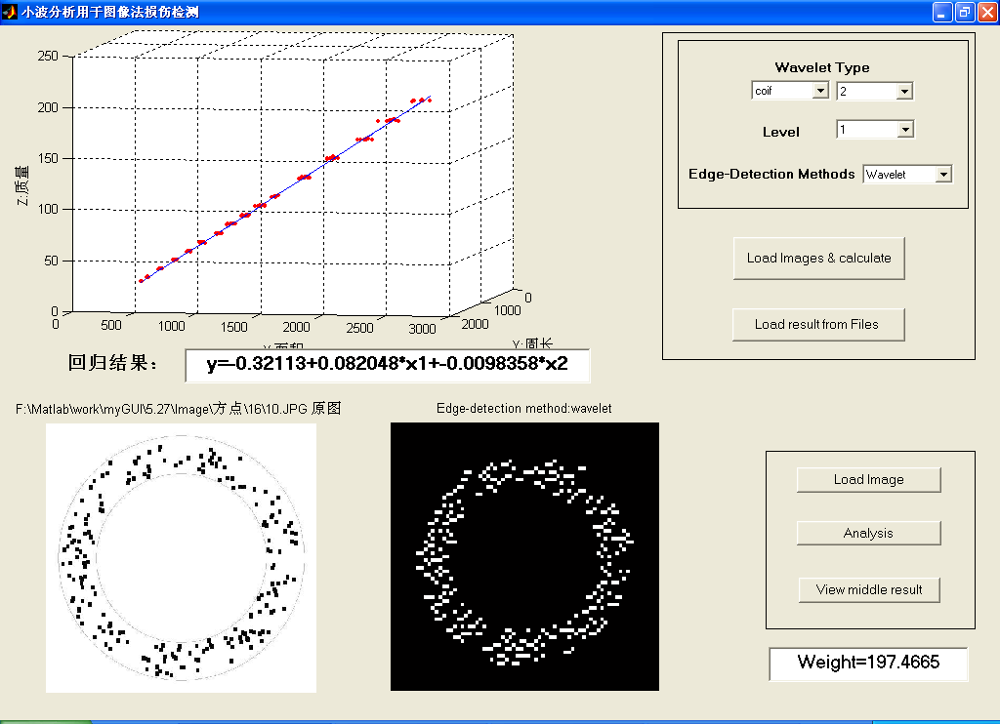 小波分析用于图像法损伤检测
250
200
150
100
50
0
Z:质量
0
500
1000
1500
2000
2500
3000
2000
1000
0
X:面积
Y:周长
回归结果：
y=-0.32113+0.082048*x1+-0.0098358*x2
Wavelet Type
coif
2
Level
1
Edge-Detection Methods
Wavelet
Load Images & calculate
Load result from Files
F:\Matlab\work\myGUI\5.27\Image\方点\16\10.JPG 原图
Edge-detection method:wavelet
Load Image
Analysis
View middle result
Weight=197.4665